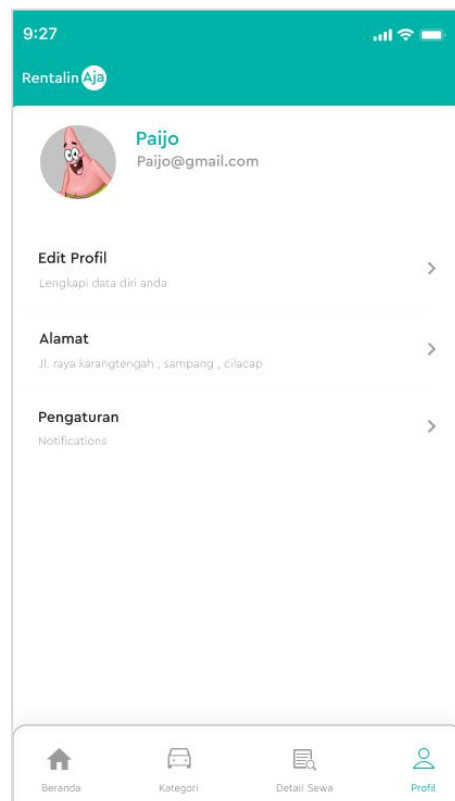 9:27
Rentalin Aja
Paijo
Paijo@gmail.com
Edit Profil
Lengkapi data diri anda
Alamat
Jl. raya karangtengah , sampang , cilacap
Pengaturan
Notifications
Beranda Kategori Detail Sewa Profil